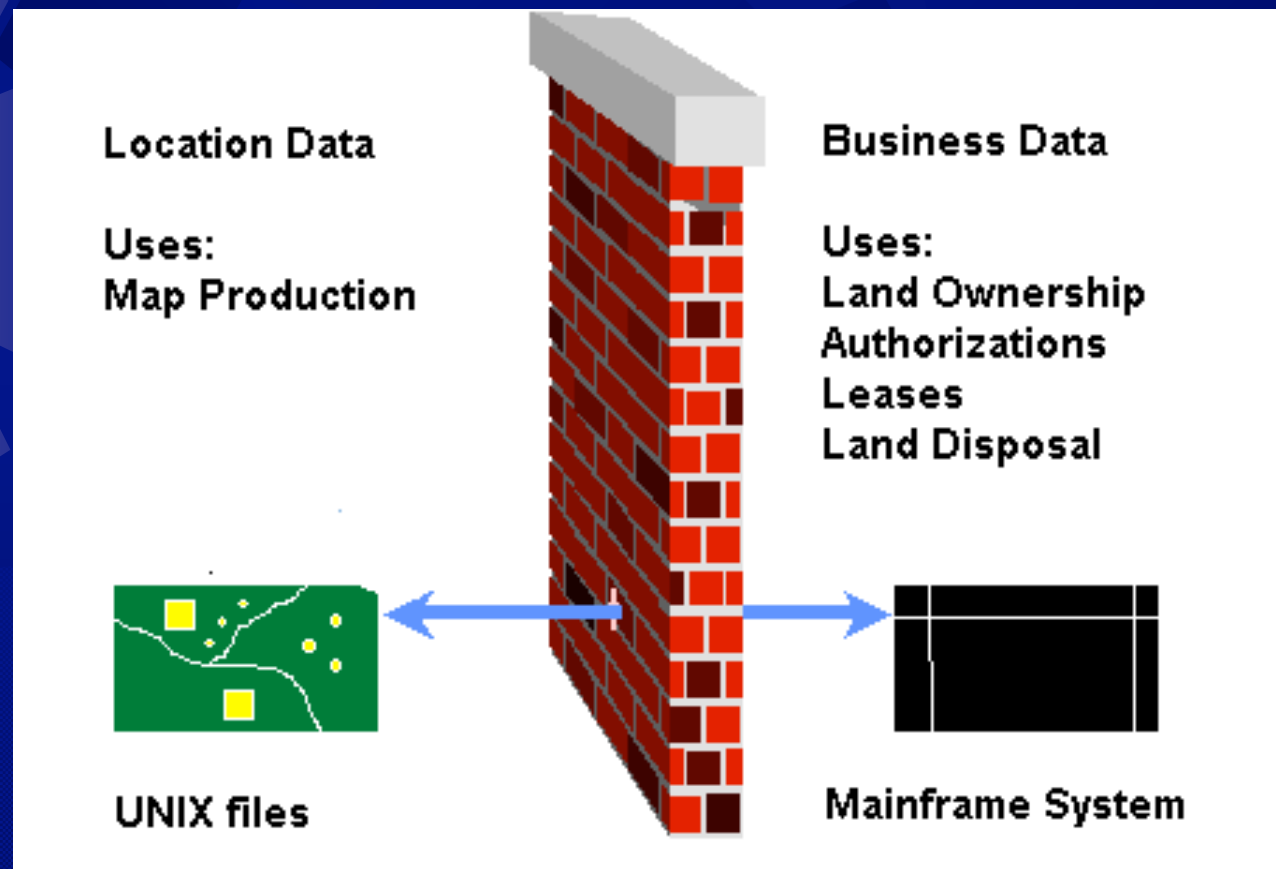 Location Data
Uses:
Map Production
UNIX files
Business Data
Uses:
Land Ownership
Authorizations
Leases
Land Disposal
Mainframe System